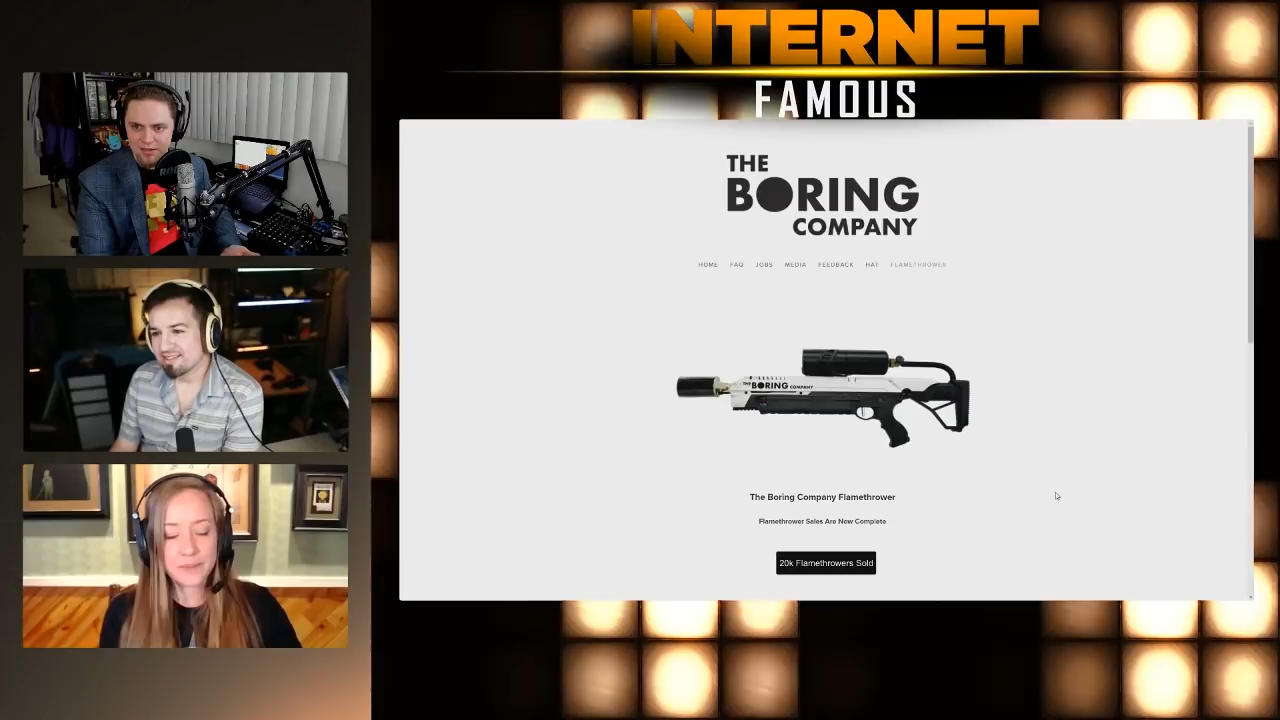 INTERNET
FAMOUS
THE
BORING
COMPANY
HOME FAQ JOBS MEDIA FEEDBACK HAT FLAMETHROWER
THE BORING COMPANY
The Boring Company Flamethrower
Flamethrower Sales Are Now Complete
20k Flamethrowers Sold